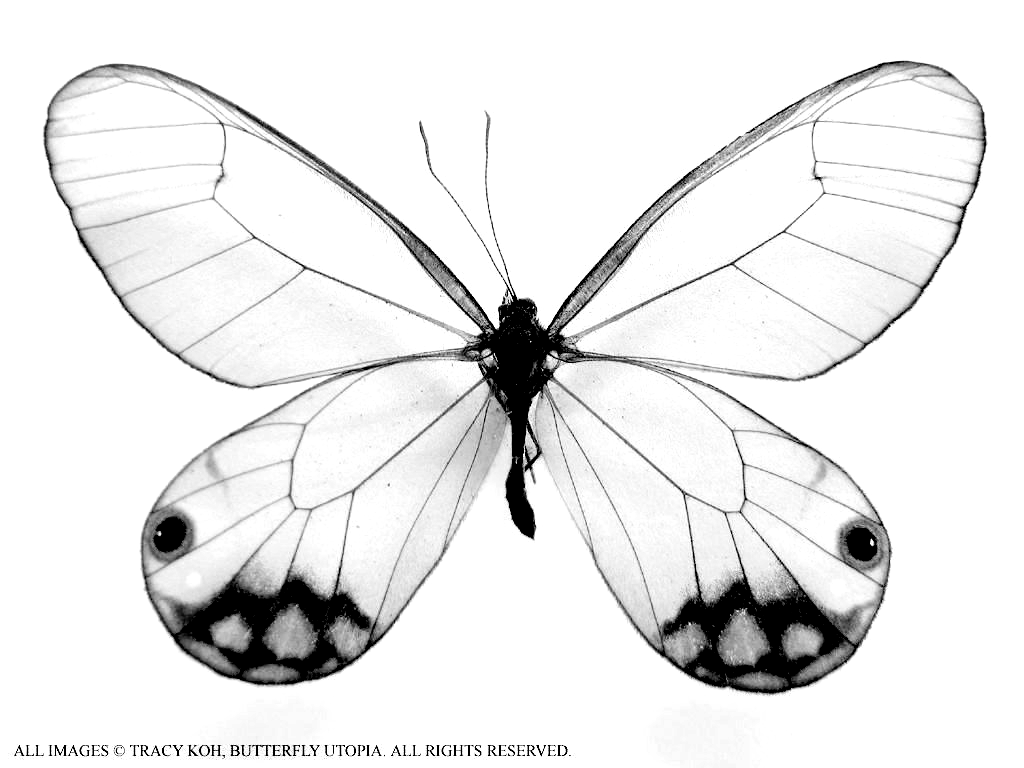 ALL IMAGES © TRACY KOH, BUTTERFLY UTOPIA. ALL RIGHTS RESERVED.